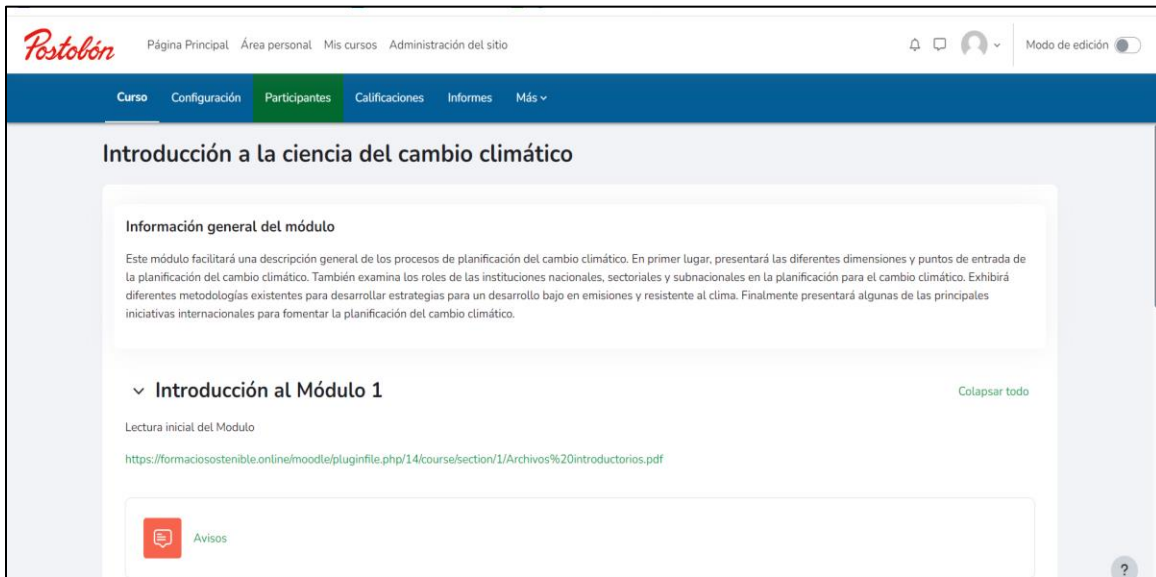 Postobón
Página Principal Área personal Mis cursos Administración del sitio
Modo de edición
Curso Configuración Participantes Calificaciones Informes Más
Introducción a la ciencia del cambio climático
Información general del módulo
Este módulo facilitará una descripción general de los procesos de planificación del cambio climático. En primer lugar, presentará las diferentes dimensiones y puntos de entrada de
la planificación del cambio climático. También examina los roles de las instituciones nacionales, sectoriales y subnacionales en la planificación para el cambio climático. Exhibirá
diferentes metodologías existentes para desarrollar estrategias para un desarrollo bajo en emisiones y resistente al clima. Finalmente presentará algunas de las principales
iniciativas internacionales para fomentar la planificación del cambio climático.
Introducción al Módulo 1
Colapsar todo
Lectura inicial del Modulo
https://formaciosostenible.online/moodle/pluginfile.php/14/course/section/1/Archivos%20introductorios.pdf
Avisos
?